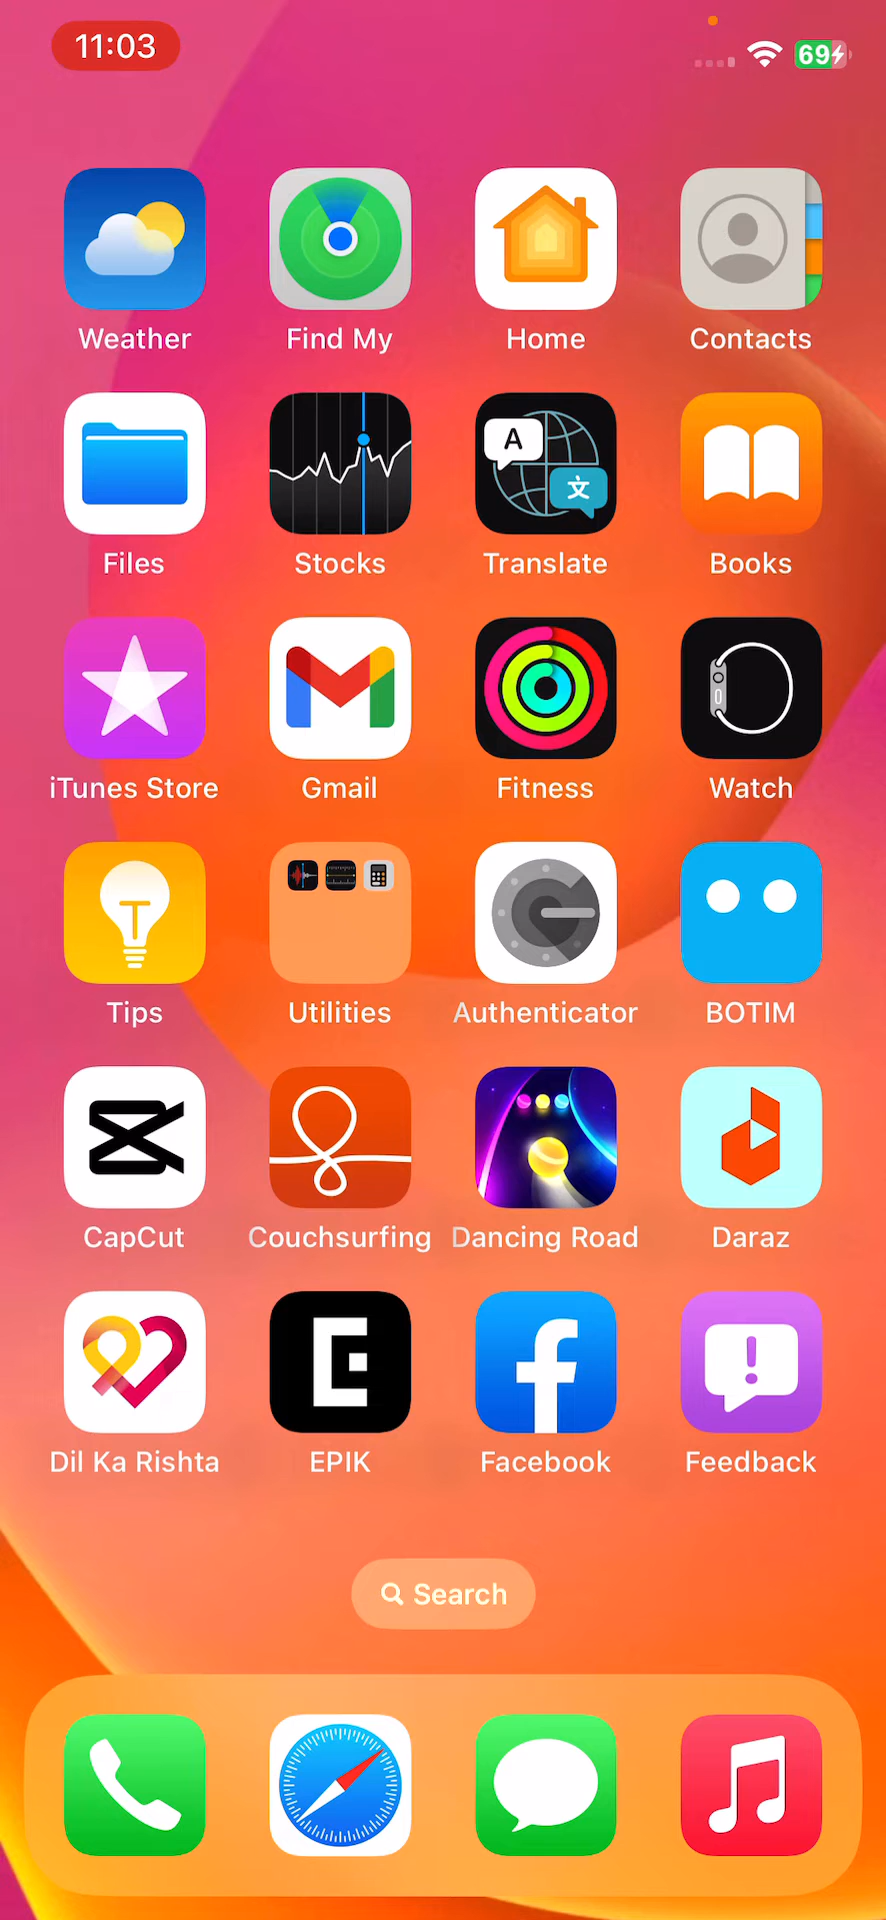 11:03
69
Weather Find My Home Contacts
A
文
Files Stocks Translate Books
iTunes Store Gmail Fitness Watch
Tips Utilities Authenticator BOTIM
CapCut Couchsurfing Dancing Road Daraz
Dil Ka Rishta EPIK Facebook Feedback
Search